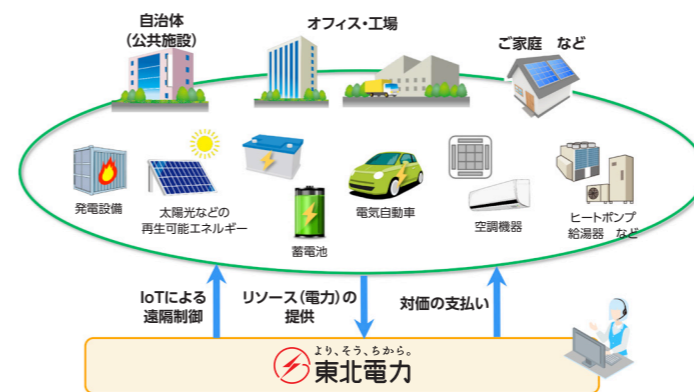 自治体
(公共施設)
オフィス・工場
ご家庭 など
発電設備
太陽光などの
再生可能エネルギー
蓄電池
電気自動車
空調機器
ヒートポンプ
給湯器 など
IoTによる
遠隔制御
リソース(電力)の
提供
対価の支払い
より、そう、ちから。
東北電力